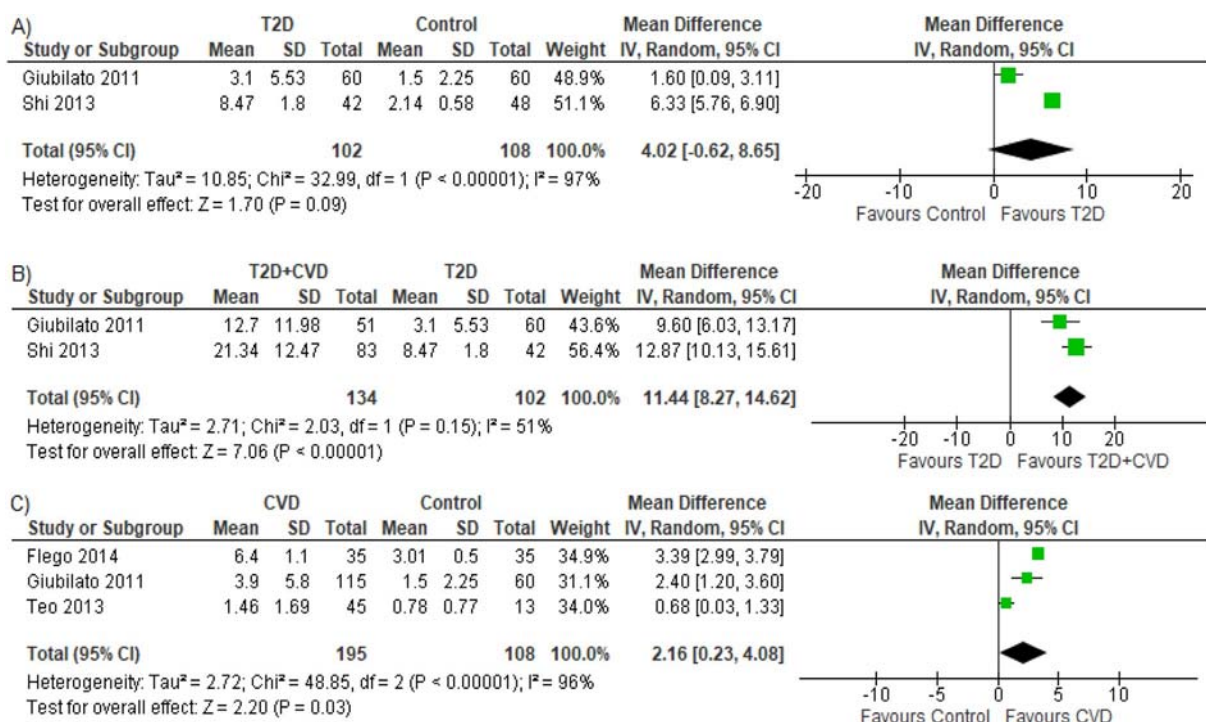 A) T2D Control Mean Difference Mean Difference
Study or Subgroup Mean SD Total Mean SD Total Weight IV, Random, 95% CI IV, Random, 95% CI
Giubilato 2011 3.1 5.53 60 1.5 2.25 60 48.9% 1.60 [0.09, 3.11]
Shi 2013 8.47 1.8 42 2.14 0.58 48 51.1% 6.33 [5.76, 6.90]
Total (95% CI) 102 108 100.0% 4.02 [-0.62, 8.65]
Heterogeneity: Tau² = 10.85; Chi² = 32.99, df = 1 (P < 0.00001); I² = 97%
Test for overall effect: Z = 1.70 (P = 0.09)
-20 -10 0 10 20
Favours Control Favours T2D
B) T2D+CVD T2D Mean Difference Mean Difference
Study or Subgroup Mean SD Total Mean SD Total Weight IV, Random, 95% CI IV, Random, 95% CI
Giubilato 2011 12.7 11.98 51 3.1 5.53 60 43.6% 9.60 [6.03, 13.17]
Shi 2013 21.34 12.47 83 8.47 1.8 42 56.4% 12.87 [10.13, 15.61]
Total (95% CI) 134 102 100.0% 11.44 [8.27, 14.62]
Heterogeneity: Tau² = 2.71; Chi² = 2.03, df = 1 (P = 0.15); I² = 51%
Test for overall effect: Z = 7.06 (P < 0.00001)
-20 -10 0 10 20
Favours T2D Favours T2D+CVD
C) CVD Control Mean Difference Mean Difference
Study or Subgroup Mean SD Total Mean SD Total Weight IV, Random, 95% CI IV, Random, 95% CI
Flego 2014 6.4 1.1 35 3.01 0.5 35 34.9% 3.39 [2.99, 3.79]
Giubilato 2011 3.9 5.8 115 1.5 2.25 60 31.1% 2.40 [1.20, 3.60]
Teo 2013 1.46 1.69 45 0.78 0.77 13 34.0% 0.68 [0.03, 1.33]
Total (95% CI) 195 108 100.0% 2.16 [0.23, 4.08]
Heterogeneity: Tau² = 2.72; Chi² = 48.85, df = 2 (P < 0.00001); I² = 96%
Test for overall effect: Z = 2.20 (P = 0.03)
-10 -5 0 5 10
Favours Control Favours CVD